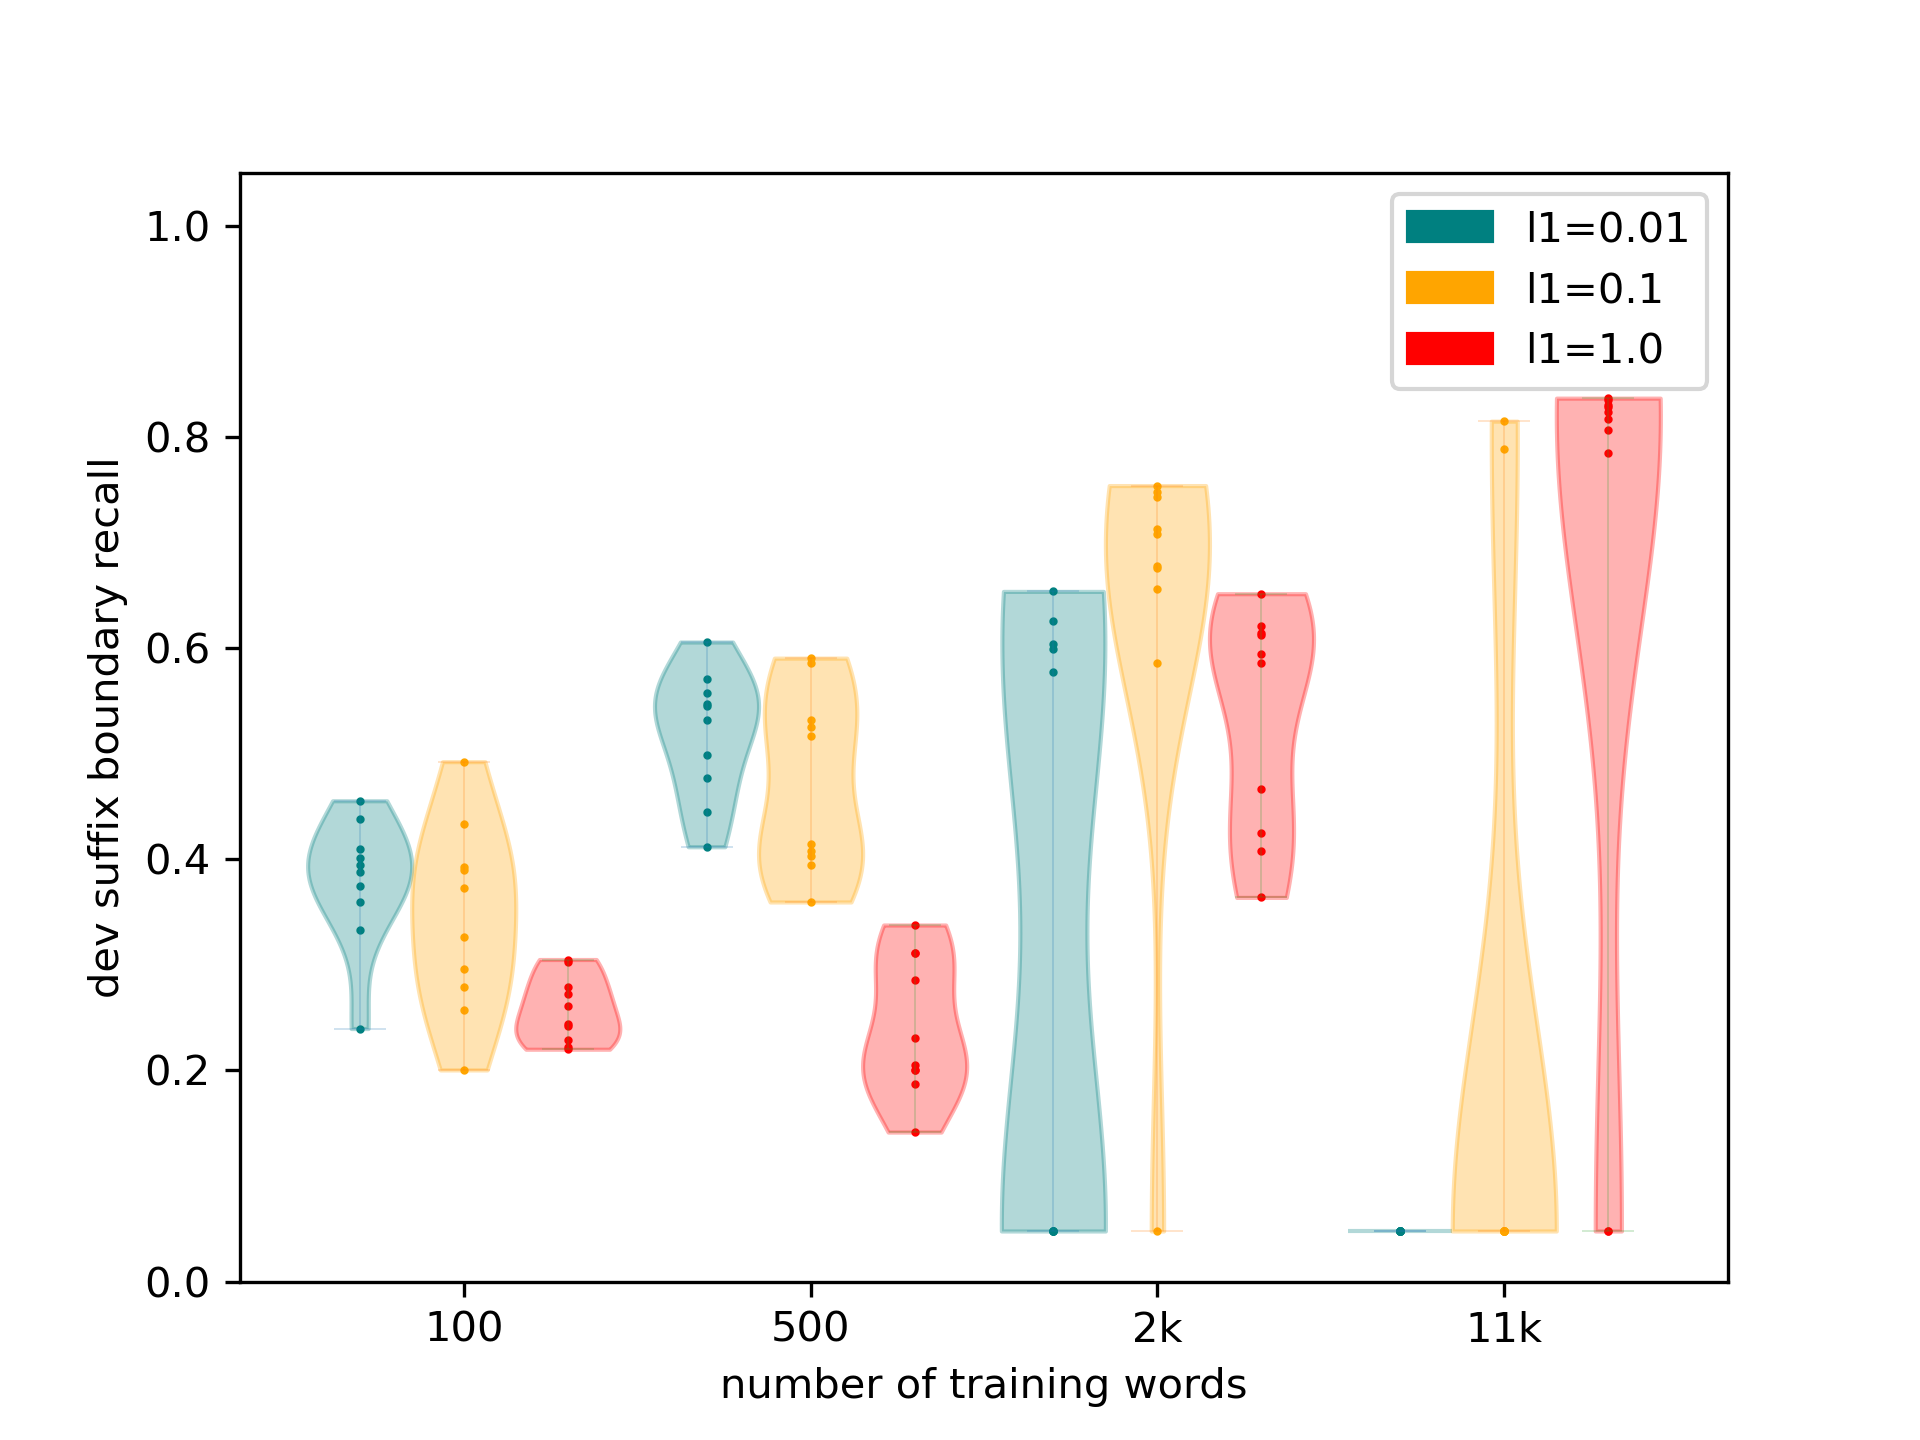 l1=0.01
l1=0.1
l1=1.0
1.0
0.8
0.6
0.4
0.2
0.0
dev suffix boundary recall
100 500 2k 11k
number of training words